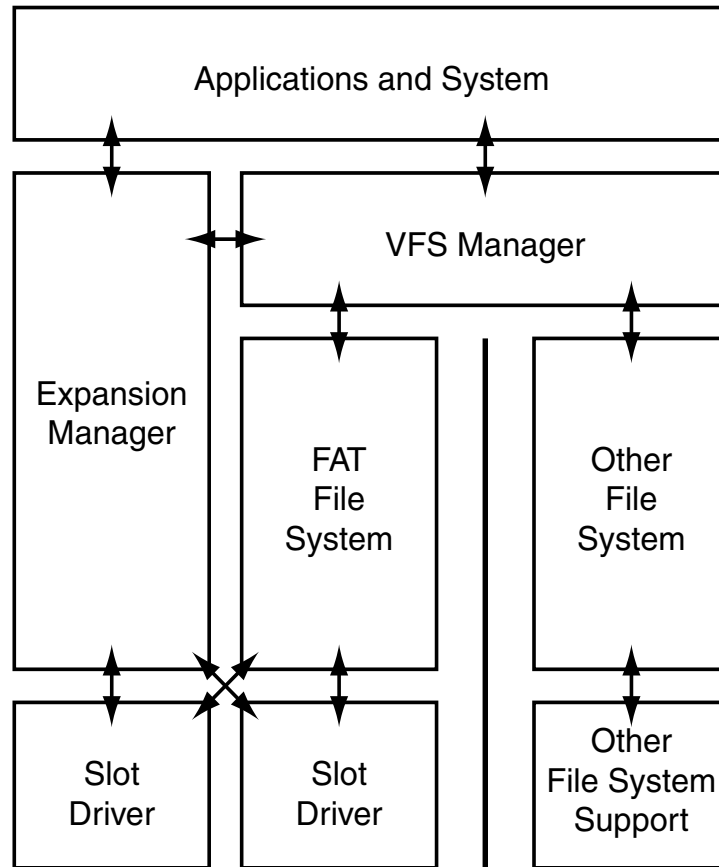 Applications and System
VFS Manager
Expansion
Manager
FAT
File
System
Other
File
System
Slot
Driver
Slot
Driver
Other
File System
Support